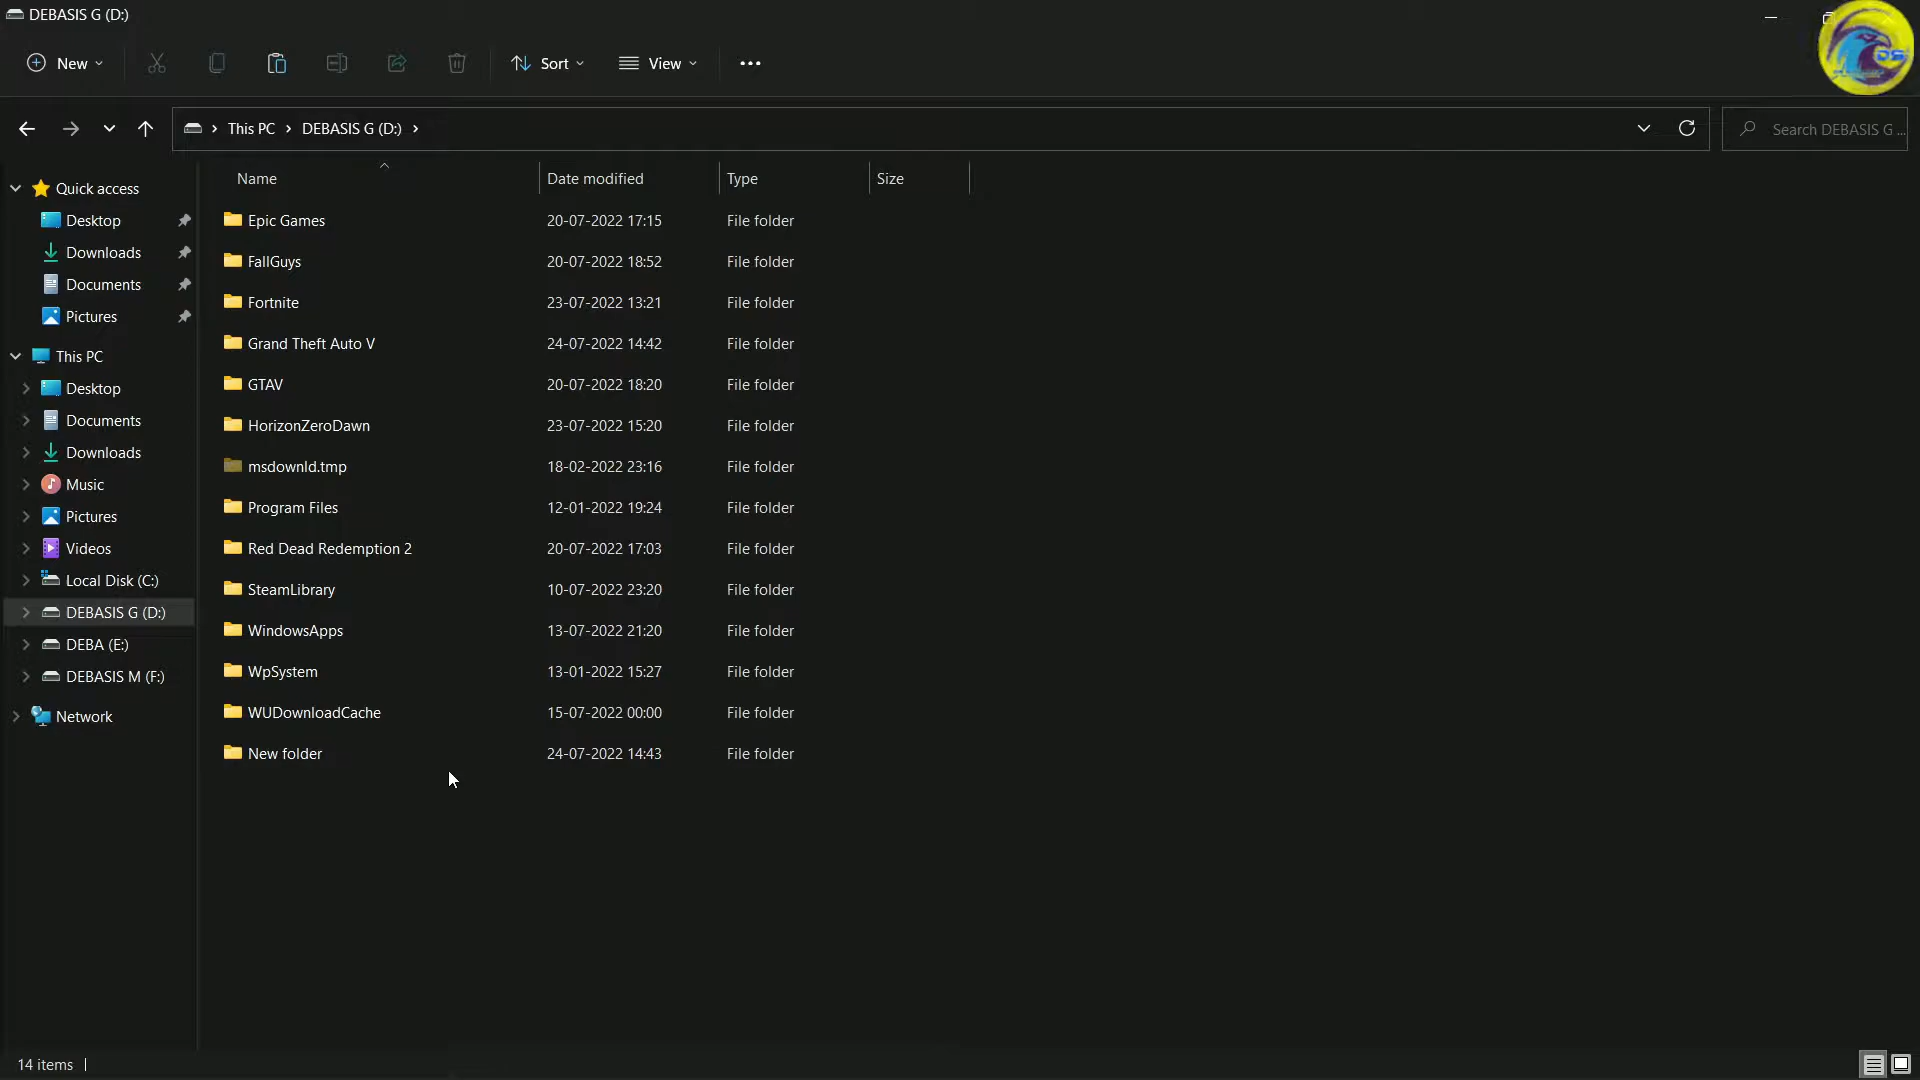 DEBASIS G (D:)
New
Sort
View
This PC
DEBASIS G (D:)
Search DEBASIS G ...
Quick access
Desktop
Downloads
Documents
Pictures
This PC
Desktop
Documents
Downloads
Music
Pictures
Videos
Local Disk (C:)
DEBASIS G (D:)
DEBA (E:)
DEBASIS M (F:)
Network
Name Date modified Type Size
Epic Games 20-07-2022 17:15 File folder
FallGuys 20-07-2022 18:52 File folder
Fortnite 23-07-2022 13:21 File folder
Grand Theft Auto V 24-07-2022 14:42 File folder
GTAV 20-07-2022 18:20 File folder
HorizonZeroDawn 23-07-2022 15:20 File folder
msdownld.tmp 18-02-2022 23:16 File folder
Program Files 12-01-2022 19:24 File folder
Red Dead Redemption 2 20-07-2022 17:03 File folder
SteamLibrary 10-07-2022 23:20 File folder
WindowsApps 13-07-2022 21:20 File folder
WpSystem 13-01-2022 15:27 File folder
WUDownloadCache 15-07-2022 00:00 File folder
New folder 24-07-2022 14:43 File folder
14 items